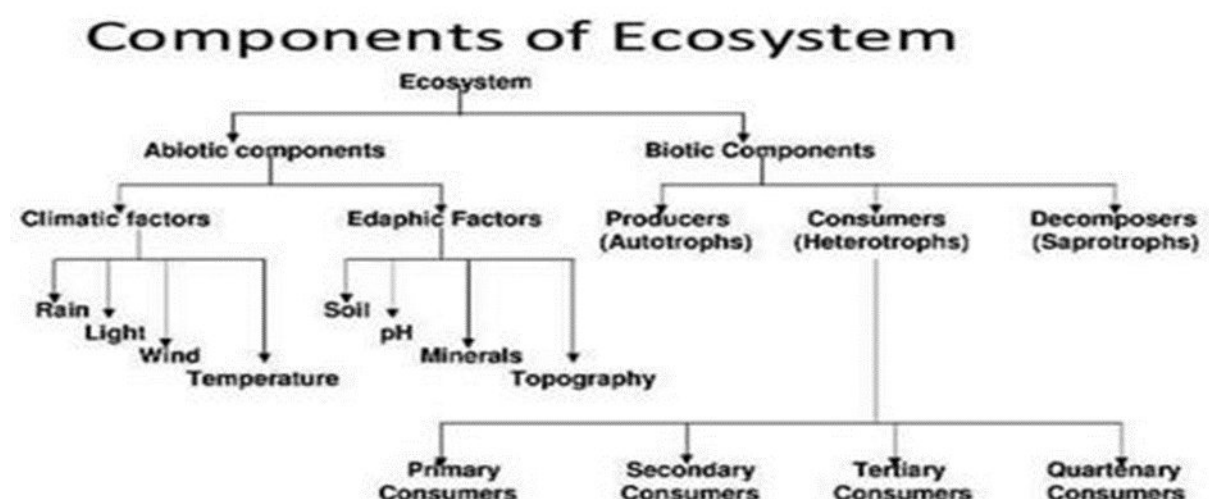 Components of Ecosystem
Ecosystem
Abiotic components
Biotic Components
Climatic factors
Edaphic Factors
Producers
(Autotrophs)
Consumers
(Heterotrophs)
Decomposers
(Saprotrophs)
Rain
Light
Wind
Temperature
Soil
pH
Minerals
Topography
Primary
Consumers
Secondary
Consumers
Tertiary
Consumers
Quartenary
Consumers